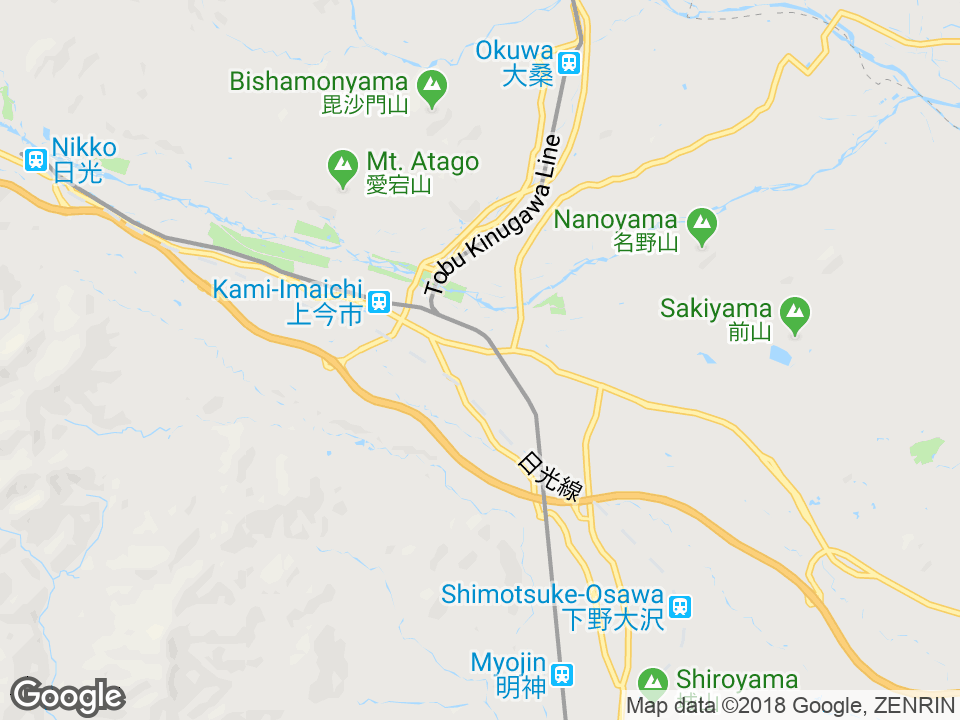 Okuwa
大桑
Bishamonyama
毘沙門山
Nikko
日光
Mt. Atago
愛宕山
Tobu Kinugawa Line
Nanoyama
名野山
Kami-Imaichi
上今市
Sakiyama
前山
日光線
Shimotsuke-Osawa
下野大沢
Myojin
明神
Shiroyama
城山
Google
Map data ©2018 Google, ZENRIN